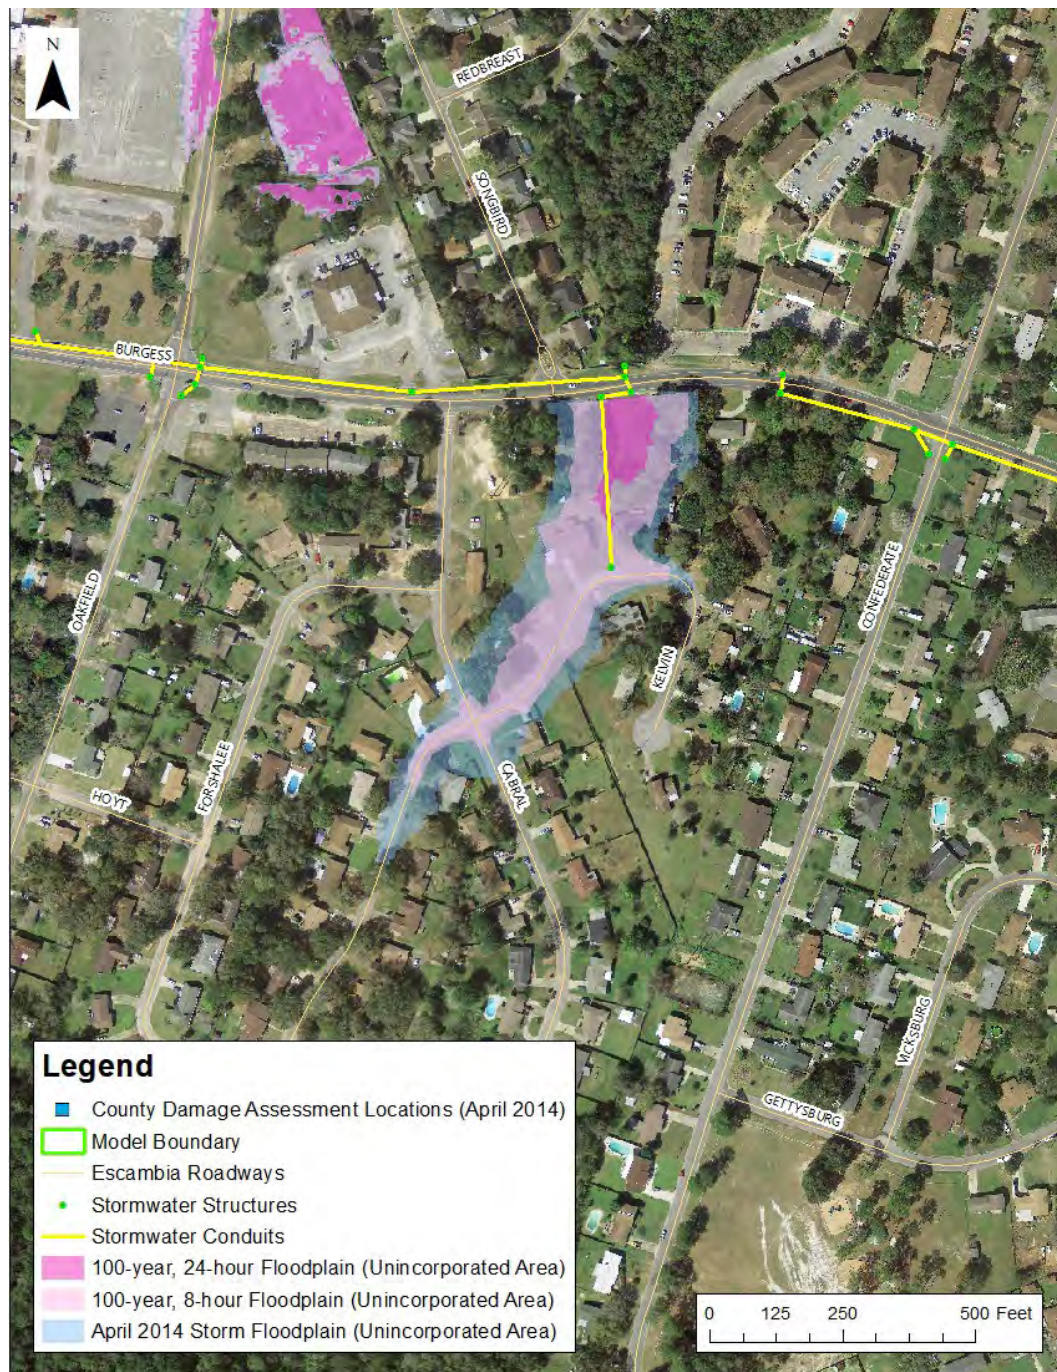 N
REDBREAST
SONGBIRD
BURGESS
OAKFIELD
CONFEDERATE
KELVIN
FORSHALEE
HOYT
CABRAL
VICKSBURG
GETTYSBURG
Legend
County Damage Assessment Locations (April 2014)
Model Boundary
Escambia Roadways
Stormwater Structures
Stormwater Conduits
100-year, 24-hour Floodplain (Unincorporated Area)
100-year, 8-hour Floodplain (Unincorporated Area)
April 2014 Storm Floodplain (Unincorporated Area)
0 125 250 500 Feet